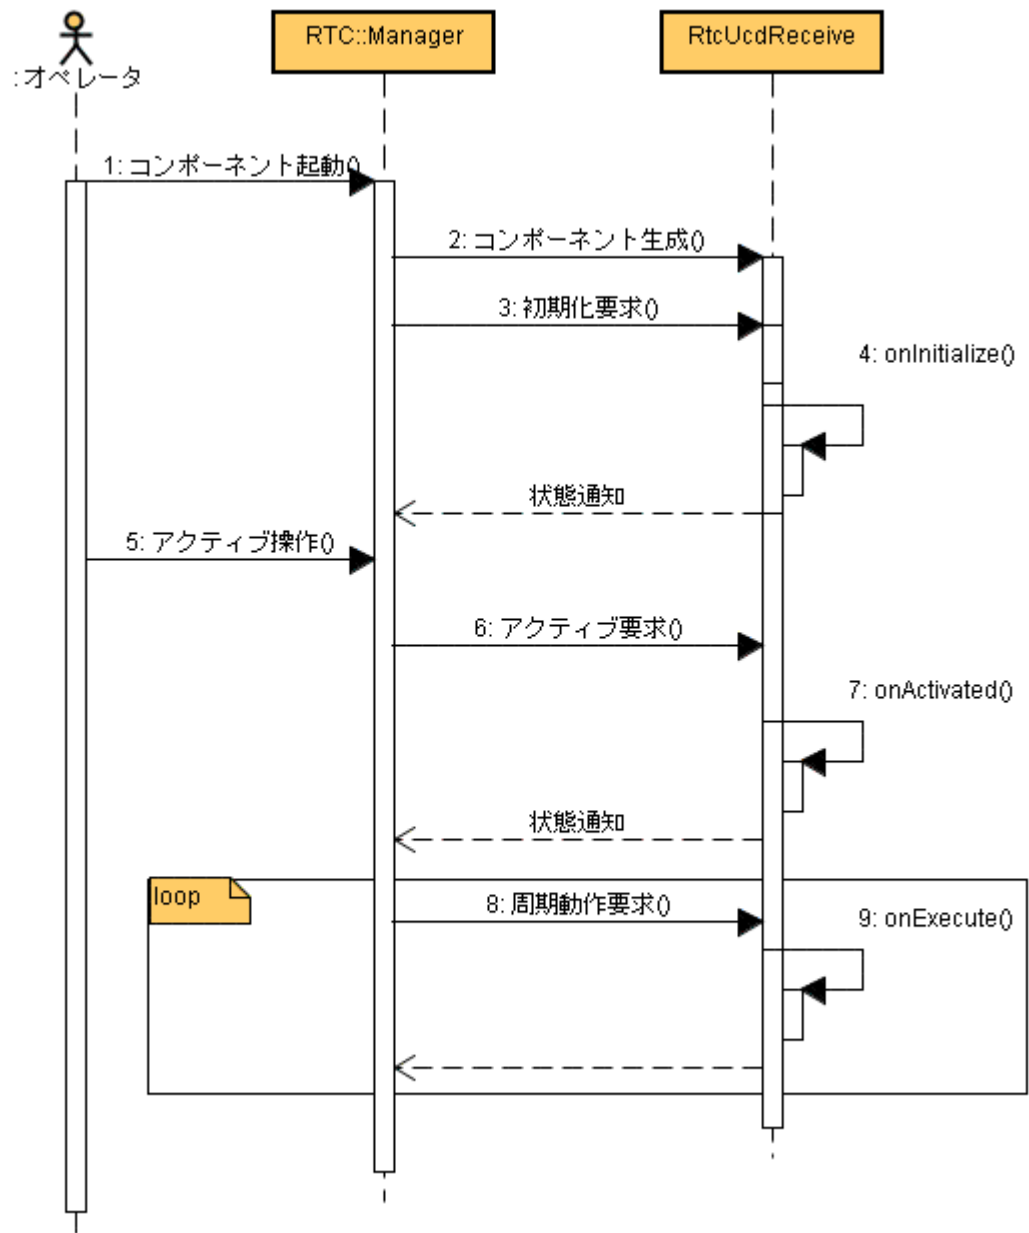 : オペレータ
RTC::Manager
RtcUcdReceive
1: コンポーネント起動()
2: コンポーネント生成()
3: 初期化要求()
4: onInitialize()
状態通知
5: アクティブ操作()
6: アクティブ要求()
7: onActivated()
状態通知
loop
8: 周期動作要求()
9: onExecute()